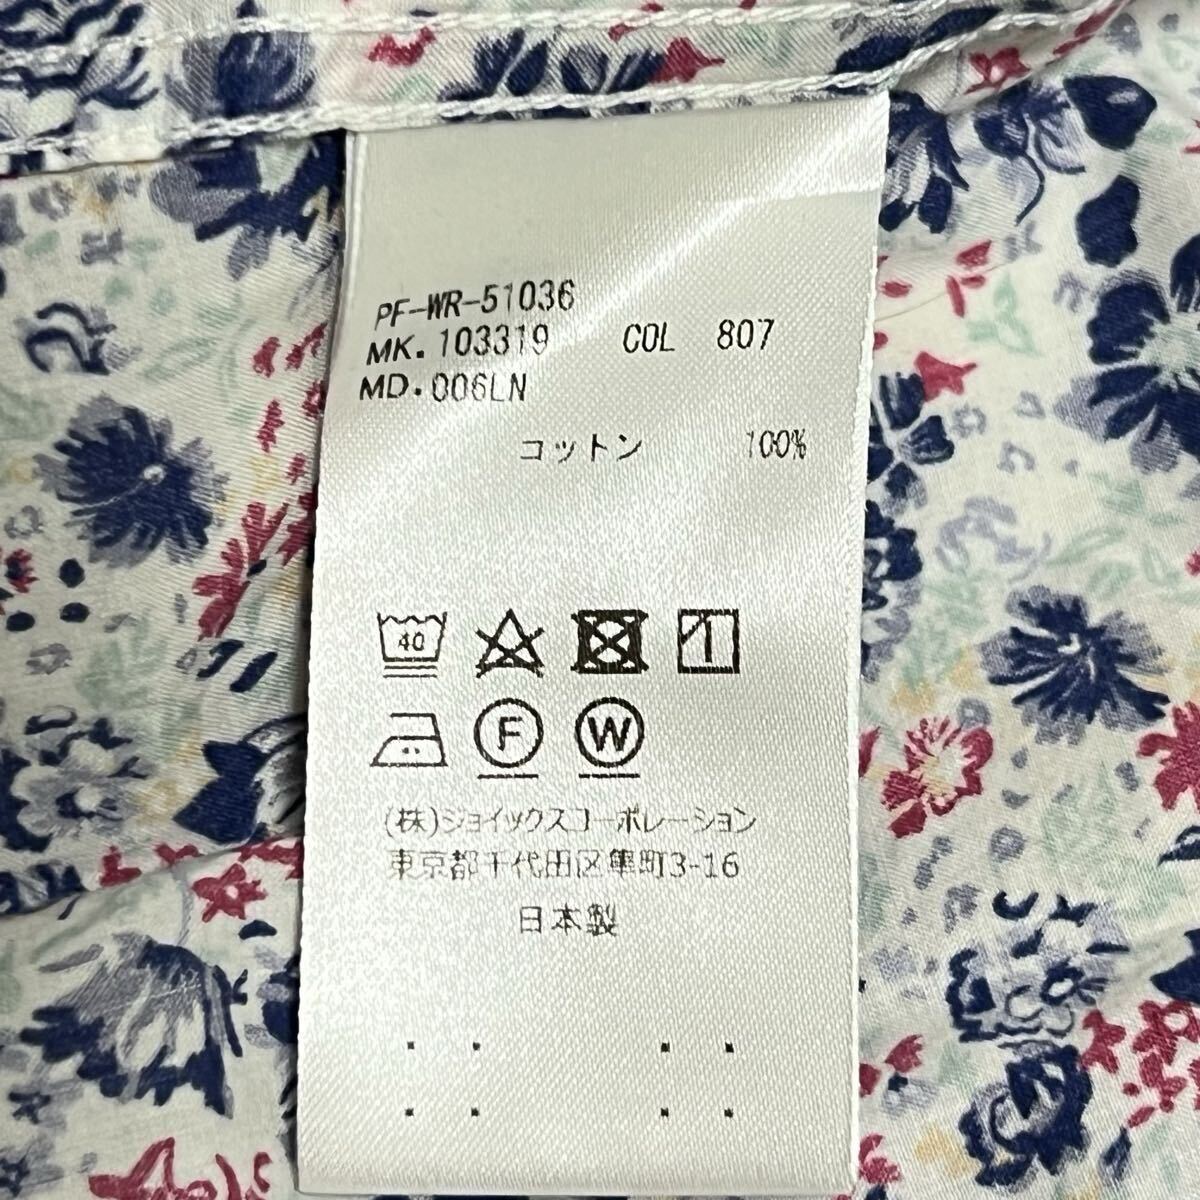 PF-WR-51036
MK. 103319 COL 807
MD. 006LN
コットン 100%
40
F W
(株)ジョイックスコーポレーション
東京都千代田区隼町3-16
日本製